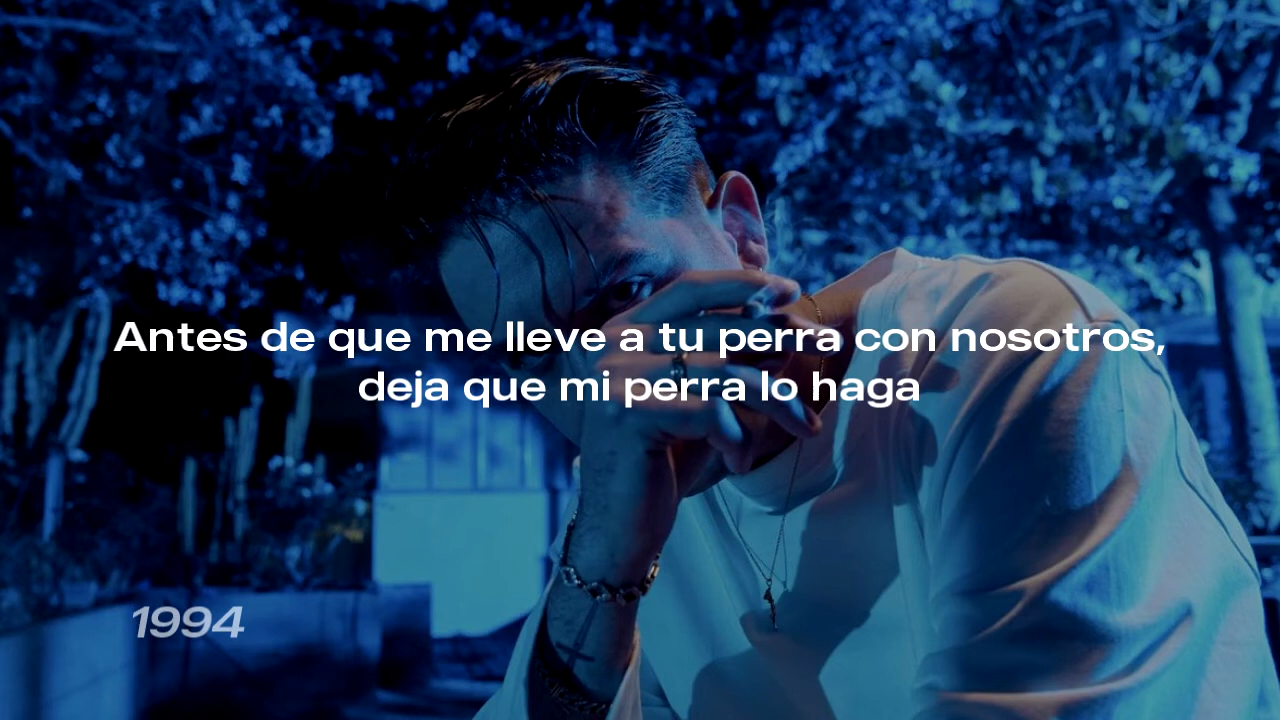 Antes de que me lleve a tu perra con nosotros,
deja que mi perra lo haga
1994